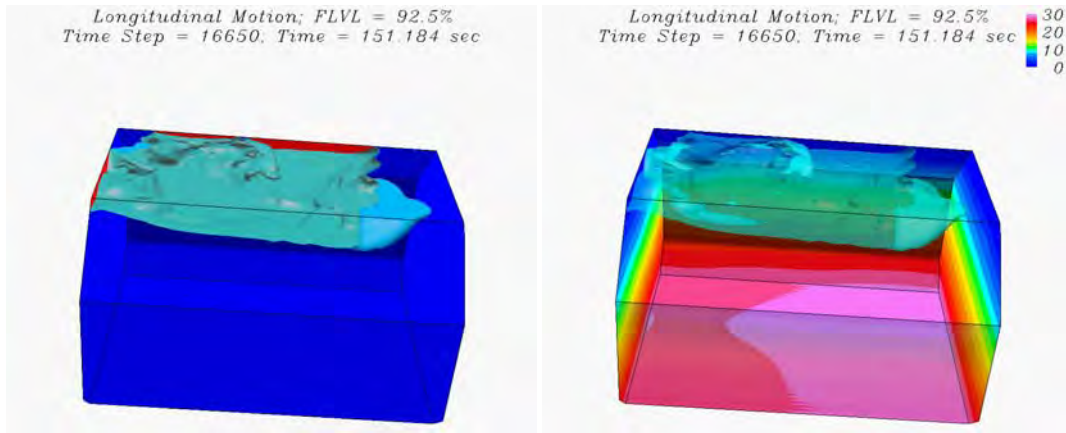 Longitudinal Motion; FLVL = 92.5%
Time Step = 16650, Time = 151.184 sec
Longitudinal Motion; FLVL = 92.5%
Time Step = 16650, Time = 151.184 sec
30
20
10
0